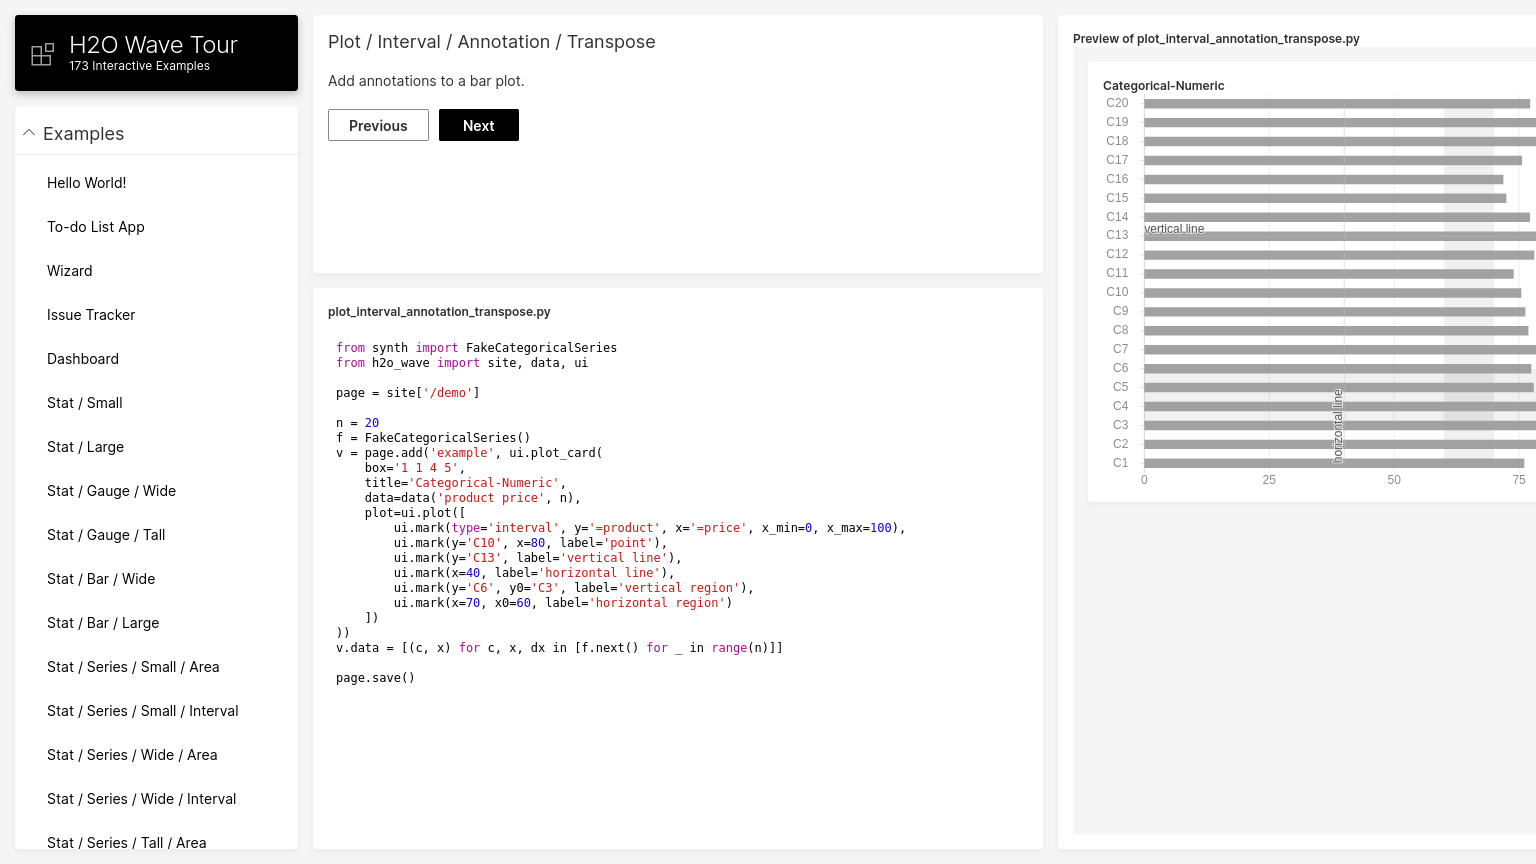 H2O Wave Tour
173 Interactive Examples
Examples
Hello World!
To-do List App
Wizard
Issue Tracker
Dashboard
Stat / Small
Stat / Large
Stat / Gauge / Wide
Stat / Gauge / Tall
Stat / Bar / Wide
Stat / Bar / Large
Stat / Series / Small / Area
Stat / Series / Small / Interval
Stat / Series / Wide / Area
Stat / Series / Wide / Interval
Stat / Series / Tall / Area
Plot / Interval / Annotation / Transpose
Add annotations to a bar plot.
Previous
Next
plot_interval_annotation_transpose.py
from synth import FakeCategoricalSeries
from h2o_wave import site, data, ui
page = site['/demo']
n = 20
f = FakeCategoricalSeries()
v = page.add('example', ui.plot_card(
    box='1 1 4 5',
    title='Categorical-Numeric',
    data=data('product price', n),
    plot=ui.plot([
        ui.mark(type='interval', y='=product', x='=price', x_min=0, x_max=100),
        ui.mark(y='C10', x=80, label='point'),
        ui.mark(y='C13', label='vertical line'),
        ui.mark(x=40, label='horizontal line'),
        ui.mark(y='C6', y0='C3', label='vertical region'),
        ui.mark(x=70, x0=60, label='horizontal region')
    ])
))
v.data = [(c, x) for c, x, dx in [f.next() for _ in range(n)]]
page.save()
Preview of plot_interval_annotation_transpose.py
Categorical-Numeric
C20
C19
C18
C17
C16
C15
C14
vertical line
C13
C12
C11
C10
C9
C8
C7
C6
C5
C4
C3
C2
C1
horizontal line
0 25 50 75